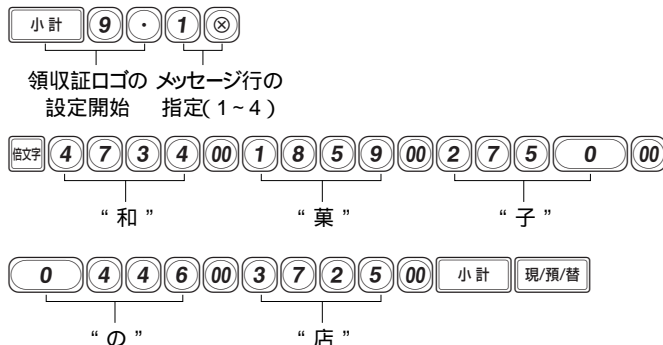 小計 9 · 1 ⊗
領収証ロゴの メッセージ行の
設定開始 指定(1~4)
倍文字 4 7 3 4 00 1 8 5 9 00 2 7 5 0 00
“和” “菓” “子”
0 4 4 6 00 3 7 2 5 00 小計 現/預/替
“の” “店”